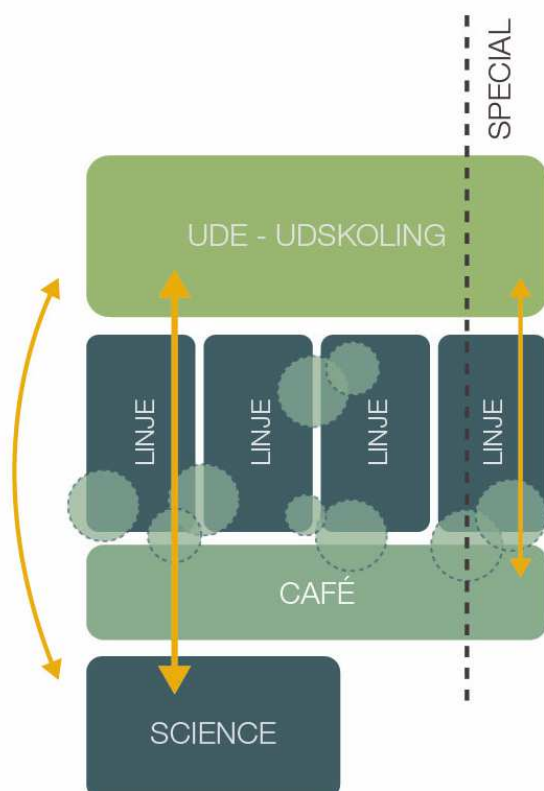 SPECIAL
UDE - UDSKOLING
LINJE
LINJE
LINJE
LINJE
CAFÉ
SCIENCE